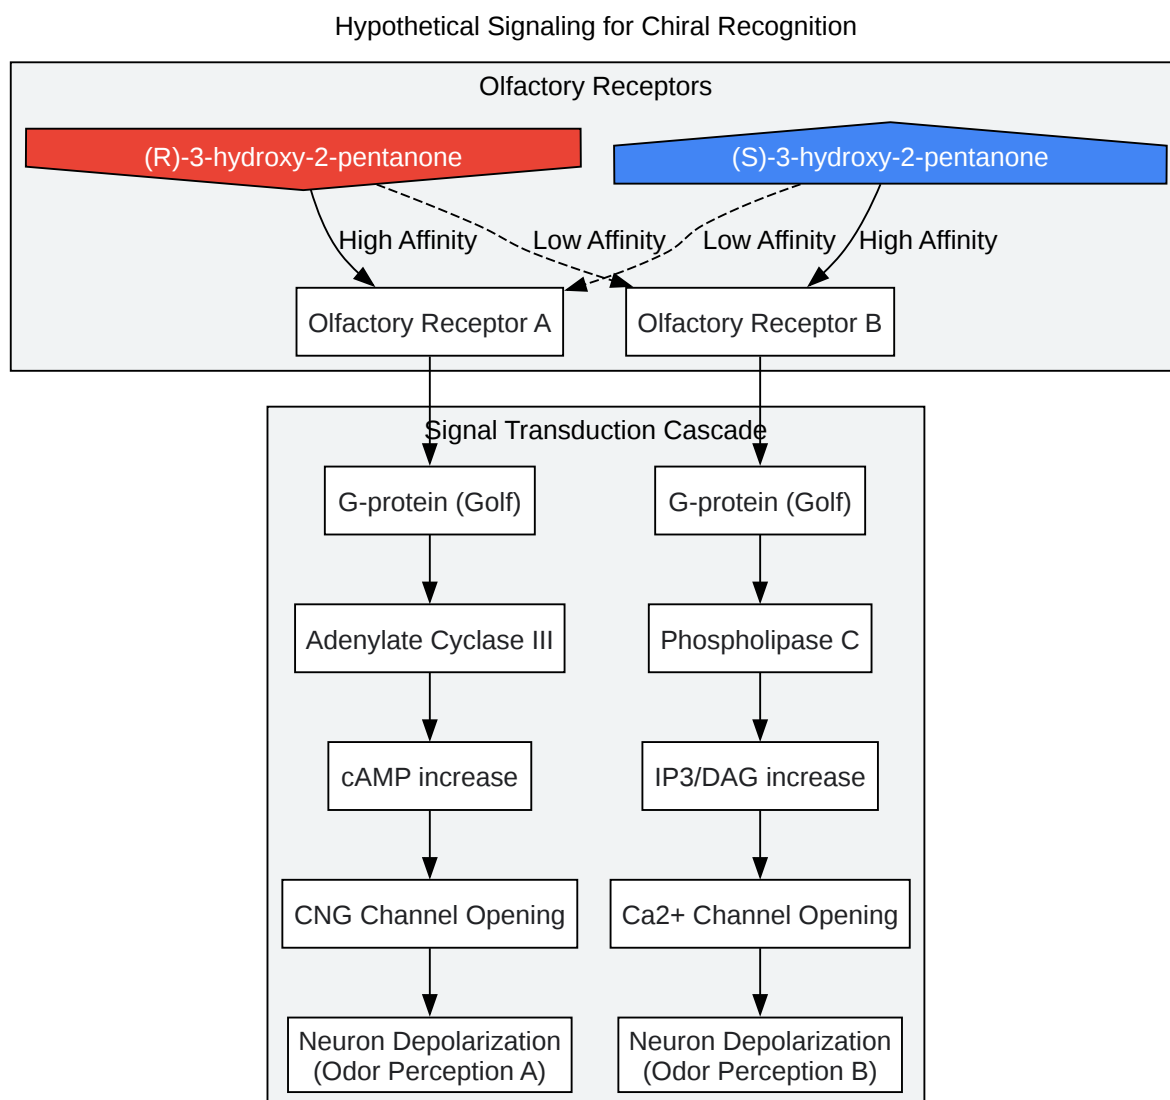 Hypothetical Signaling for Chiral Recognition
Olfactory Receptors
(R)-3-hydroxy-2-pentanone
(S)-3-hydroxy-2-pentanone
High Affinity
Low Affinity
Low Affinity
High Affinity
Olfactory Receptor A
Olfactory Receptor B
Signal Transduction Cascade
G-protein (Golf)
G-protein (Golf)
Adenylate Cyclase III
Phospholipase C
cAMP increase
IP3/DAG increase
CNG Channel Opening
Ca2+ Channel Opening
Neuron Depolarization
(Odor Perception A)
Neuron Depolarization
(Odor Perception B)